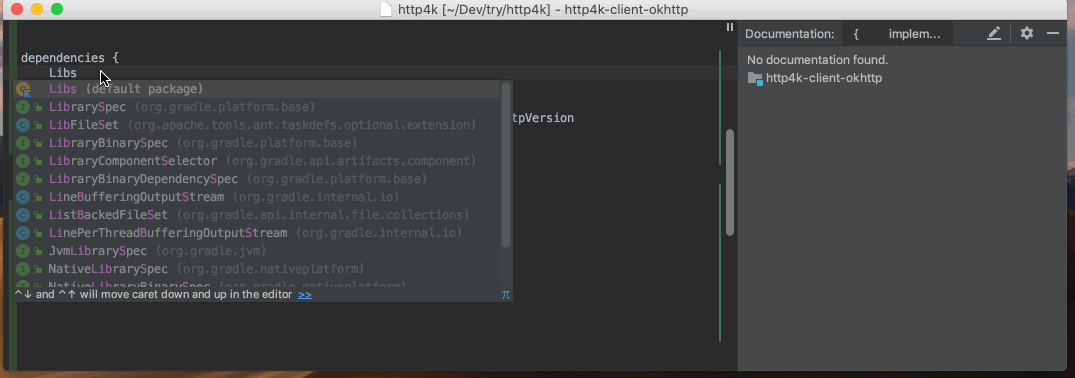 http4k [~/Dev/try/http4k] - http4k-client-okhttp
dependencies {
Libs
Libs (default package)
LibrarySpec (org.gradle.platform.base)
LibFileSet (org.apache.tools.ant.taskdefs.optional.extension)
LibraryBinarySpec (org.gradle.platform.base)
tpVersion
LibraryComponentSelector (org.gradle.api.artifacts.component)
LibraryBinaryDependencySpec (org.gradle.platform.base)
LineBufferingOutputStream (org.gradle.internal.io)
ListBackedFileSet (org.gradle.api.internal.file.collections)
LinePerThreadBufferingOutputStream (org.gradle.internal.io)
JvmLibrarySpec (org.gradle.jvm)
NativeLibrarySpec (org.gradle.nativeplatform)
NativeLibraryBinarySpec (org.gradle.nativeplatform)
^↓ and ^↑ will move caret down and up in the editor >>
π
Documentation: { implem...
No documentation found.
http4k-client-okhttp